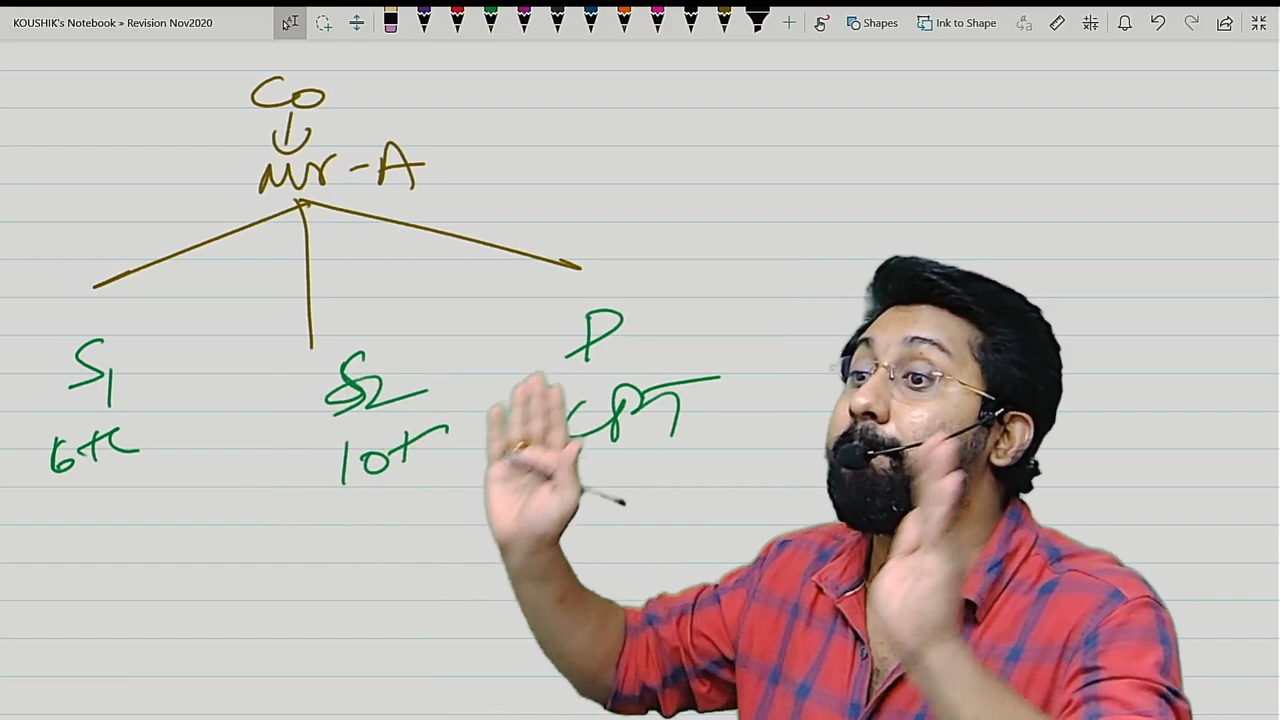 KOUSHIK's Notebook » Revision Nov2020
Shapes
Ink to Shape
Co
Mr-A
S1
S2
P
6th
10th
CPT